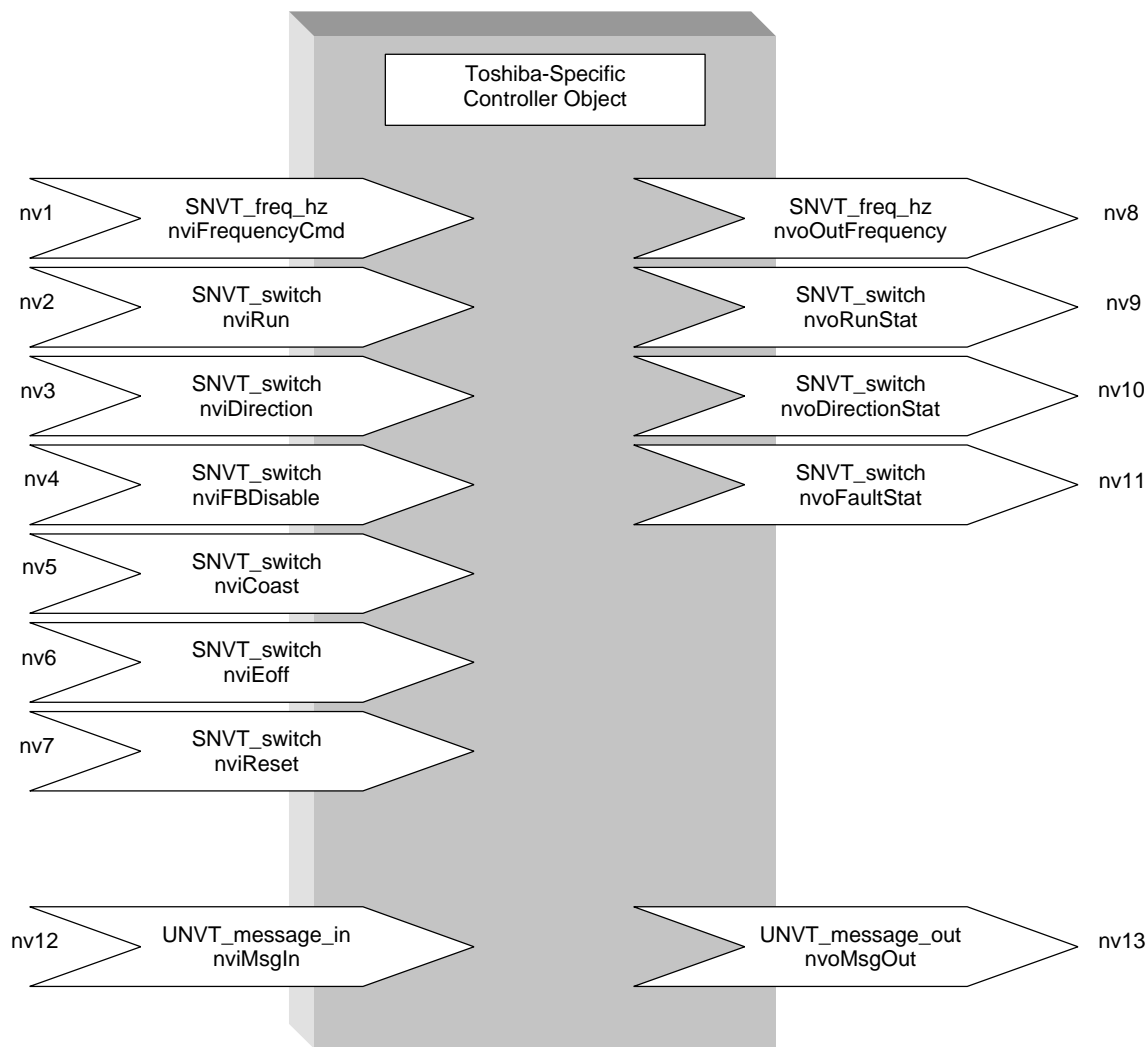 Toshiba-Specific
Controller Object
nv1
SNVT_freq_hz
nviFrequencyCmd
SNVT_freq_hz
nvoOutFrequency
nv8
nv2
SNVT_switch
nviRun
SNVT_switch
nvoRunStat
nv9
nv3
SNVT_switch
nviDirection
SNVT_switch
nvoDirectionStat
nv10
nv4
SNVT_switch
nviFBDisable
SNVT_switch
nvoFaultStat
nv11
nv5
SNVT_switch
nviCoast
nv6
SNVT_switch
nviEoff
nv7
SNVT_switch
nviReset
nv12
UNVT_message_in
nviMsgIn
UNVT_message_out
nvoMsgOut
nv13